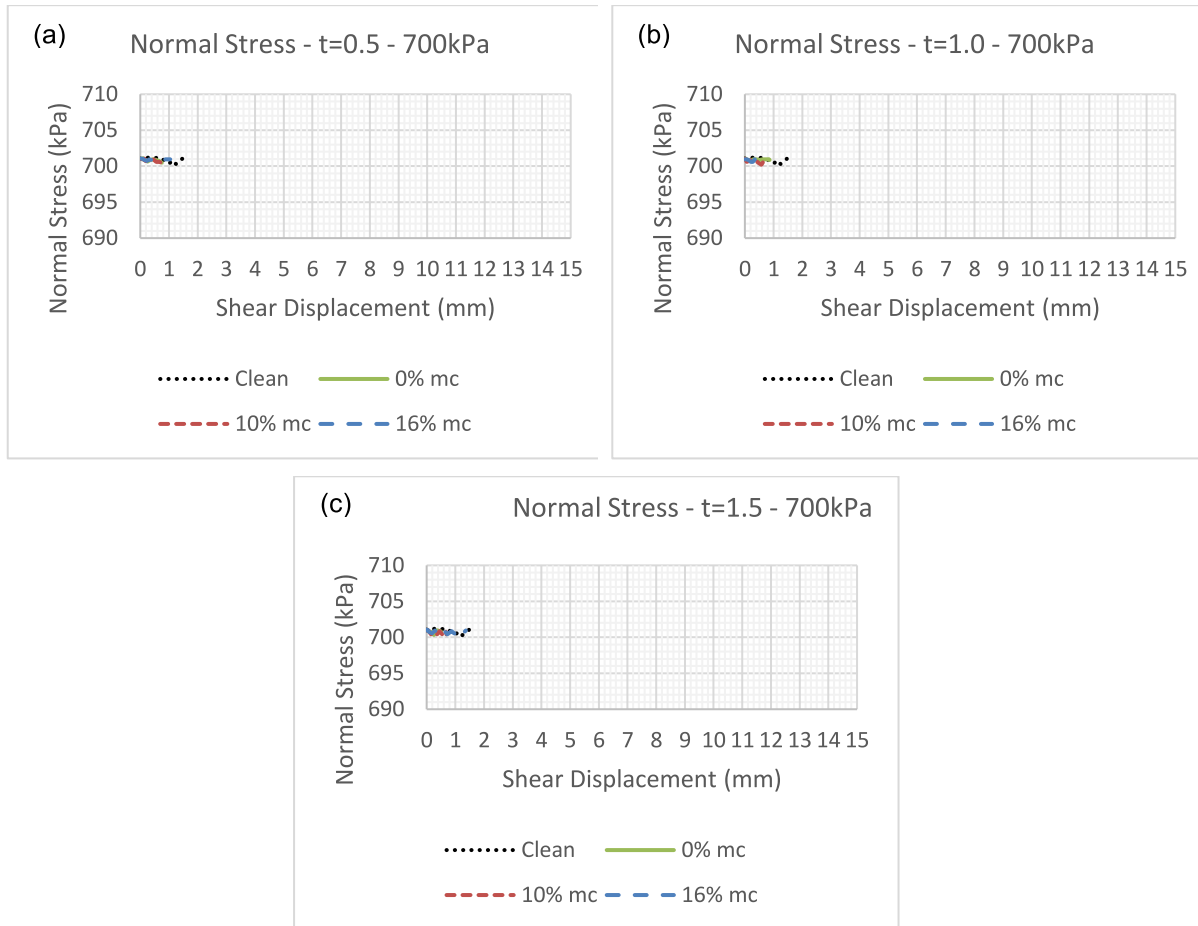 (a)
Normal Stress - t=0.5 - 700kPa
Normal Stress (kPa)
710
705
700
695
690
0 1 2 3 4 5 6 7 8 9 10 11 12 13 14 15
Shear Displacement (mm)
Clean 0% mc
10% mc 16% mc
(b)
Normal Stress - t=1.0 - 700kPa
Normal Stress (kPa)
710
705
700
695
690
0 1 2 3 4 5 6 7 8 9 10 11 12 13 14 15
Shear Displacement (mm)
Clean 0% mc
10% mc 16% mc
(c)
Normal Stress - t=1.5 - 700kPa
Normal Stress (kPa)
710
705
700
695
690
0 1 2 3 4 5 6 7 8 9 10 11 12 13 14 15
Shear Displacement (mm)
Clean 0% mc
10% mc 16% mc